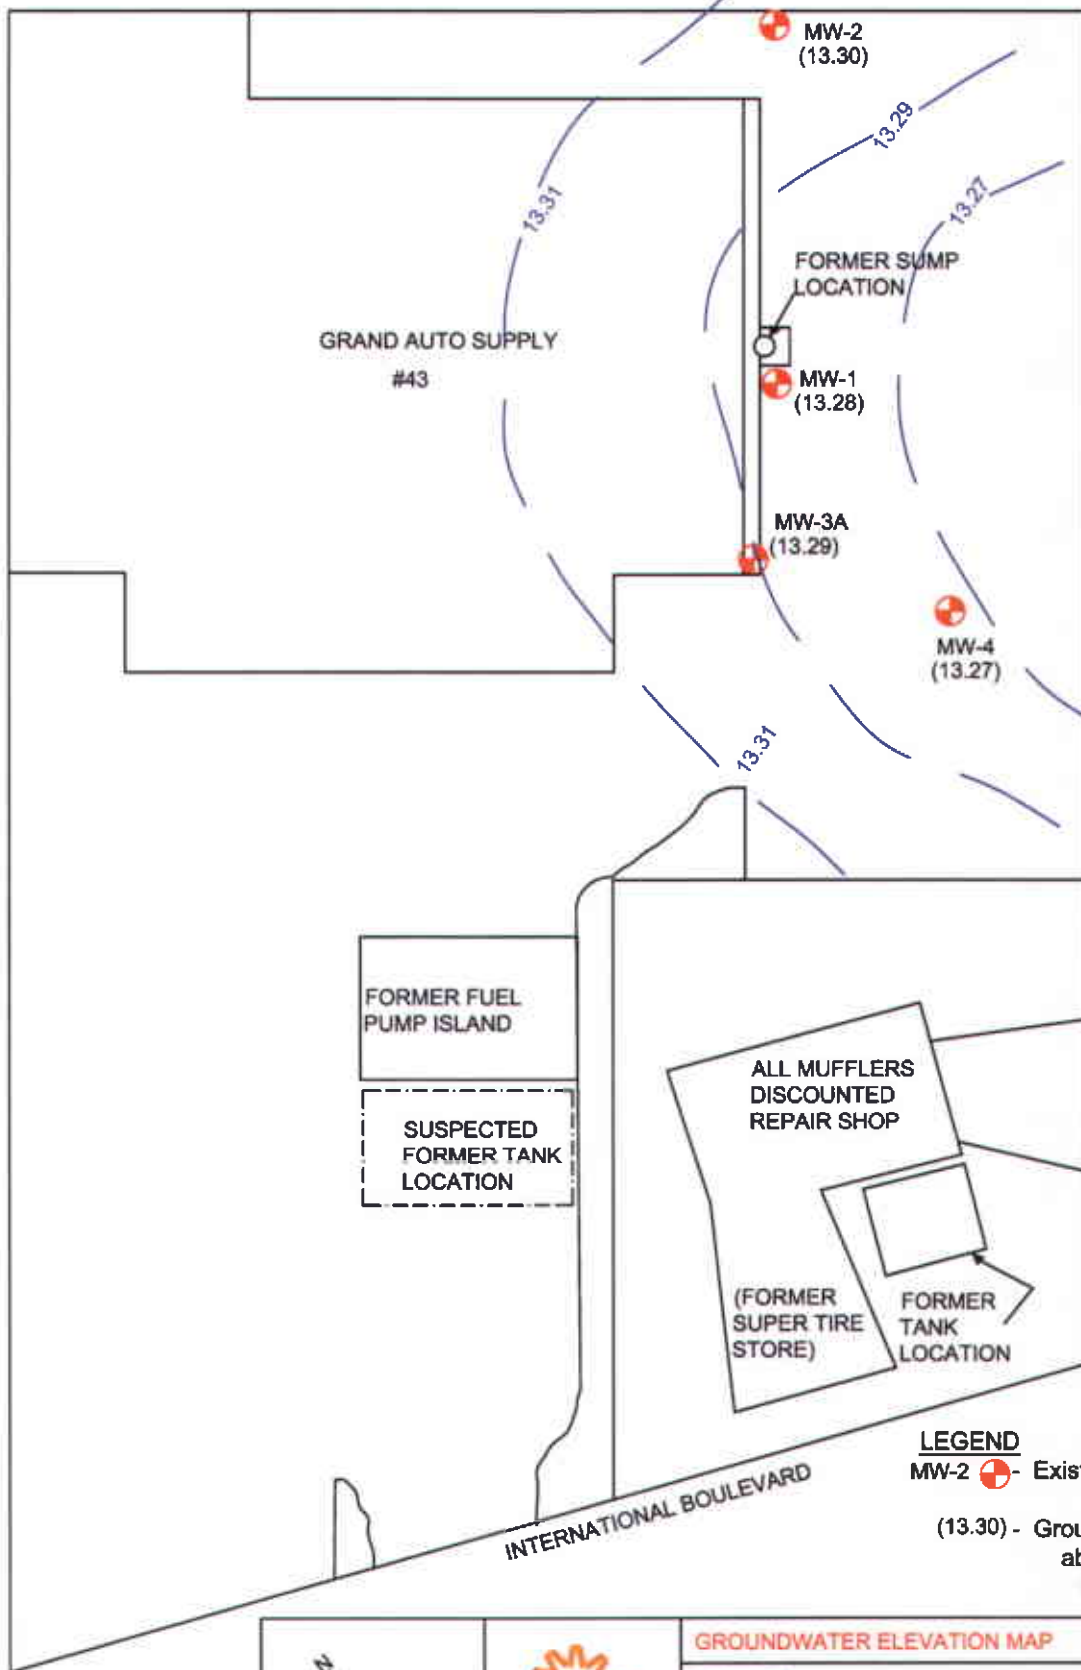 MW-2
(13.30)
13.29
13.31
13.27
FORMER SUMP
LOCATION
GRAND AUTO SUPPLY
#43
MW-1
(13.28)
MW-3A
(13.29)
MW-4
(13.27)
13.31
FORMER FUEL
PUMP ISLAND
ALL MUFFLERS
DISCOUNTED
REPAIR SHOP
SUSPECTED
FORMER TANK
LOCATION
(FORMER
SUPER TIRE
STORE)
FORMER
TANK
LOCATION
INTERNATIONAL BOULEVARD
LEGEND
MW-2 - Exis
(13.30) - Grou
ab
N
GROUNDWATER ELEVATION MAP